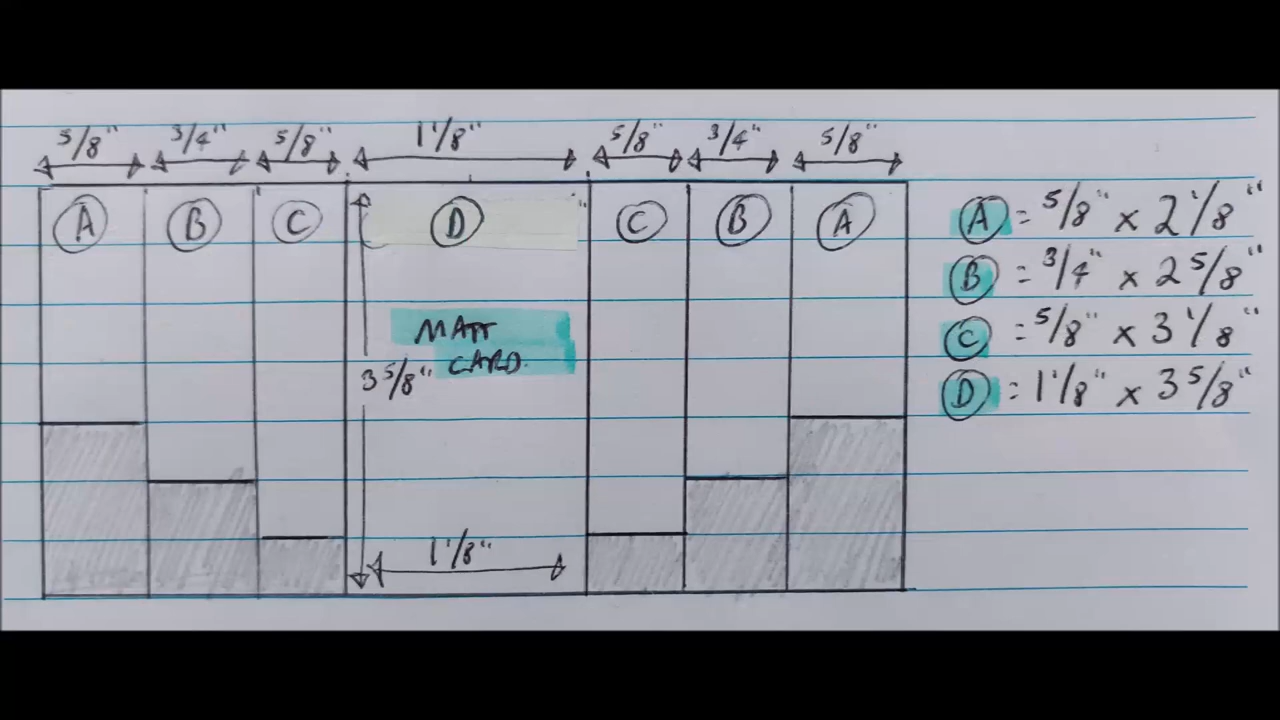 5/8" 3/4" 5/8" 1 1/8" 5/8" 3/4" 5/8"
A B C D C B A
MATT
CARD.
3 5/8"
1 1/8"
A = 5/8" x 2 1/8"
B = 3/4" x 2 5/8"
C = 5/8" x 3 1/8"
D = 1 1/8" x 3 5/8"